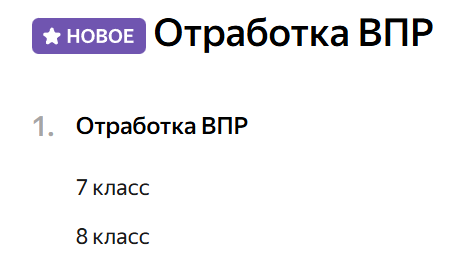 НОВОЕ Отработка ВПР
1. Отработка ВПР
7 класс
8 класс